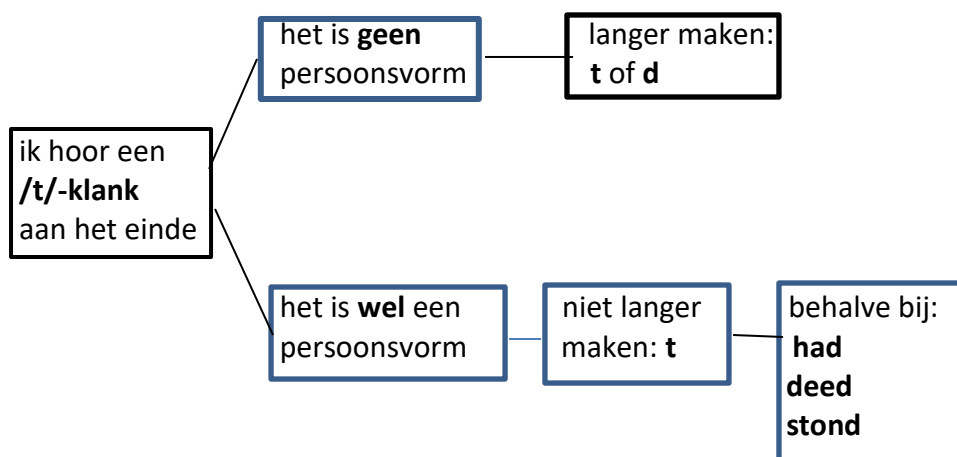 het is geen
persoonsvorm
langer maken:
t of d
ik hoor een
/t/-klank
aan het einde
het is wel een
persoonsvorm
niet langer
maken: t
behalve bij:
had
deed
stond